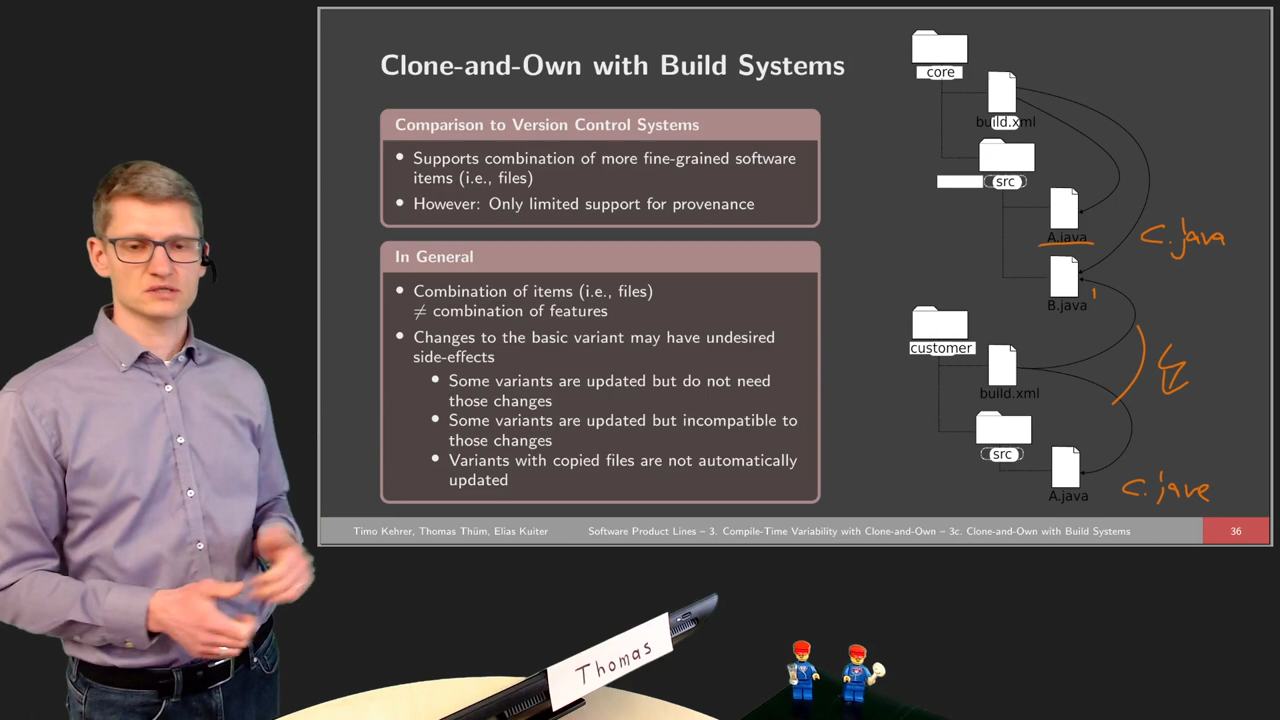 Clone-and-Own with Build Systems
Comparison to Version Control Systems
Supports combination of more fine-grained software
items (i.e., files)
However: Only limited support for provenance
In General
Combination of items (i.e., files)
≠ combination of features
Changes to the basic variant may have undesired
side-effects
Some variants are updated but do not need
those changes
Some variants are updated but incompatible to
those changes
Variants with copied files are not automatically
updated
core
build.xml
src
A.java
C.java
B.java'
customer
build.xml
src
A.java
C.jave
Timo Kehrer, Thomas Thüm, Elias Kuiter
Software Product Lines – 3. Compile-Time Variability with Clone-and-Own – 3c. Clone-and-Own with Build Systems
36
Thomas